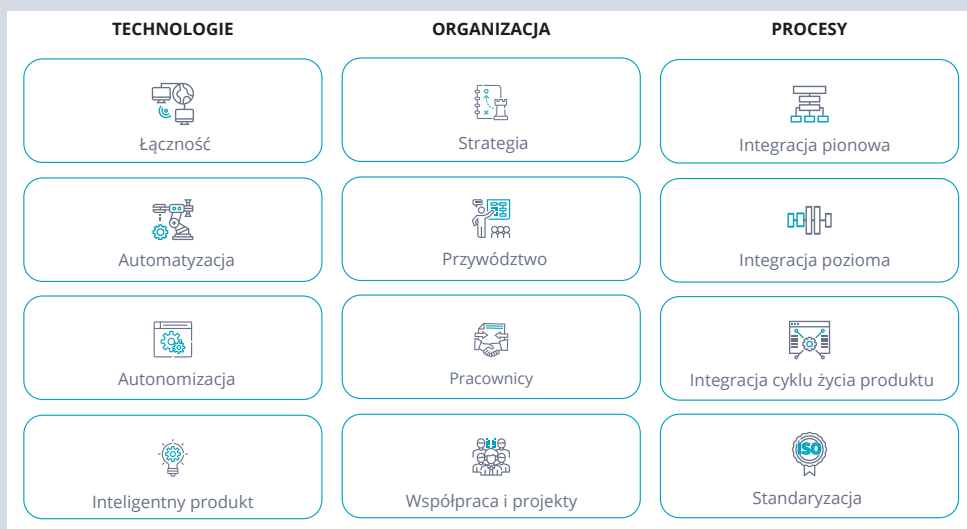 TECHNOLOGIE
ORGANIZACJA
PROCESY
Łączność
Strategia
Integracja pionowa
Automatyzacja
Przywództwo
Integracja pozioma
Autonomizacja
Pracownicy
Integracja cyklu życia produktu
Inteligentny produkt
Współpraca i projekty
ISO
Standaryzacja